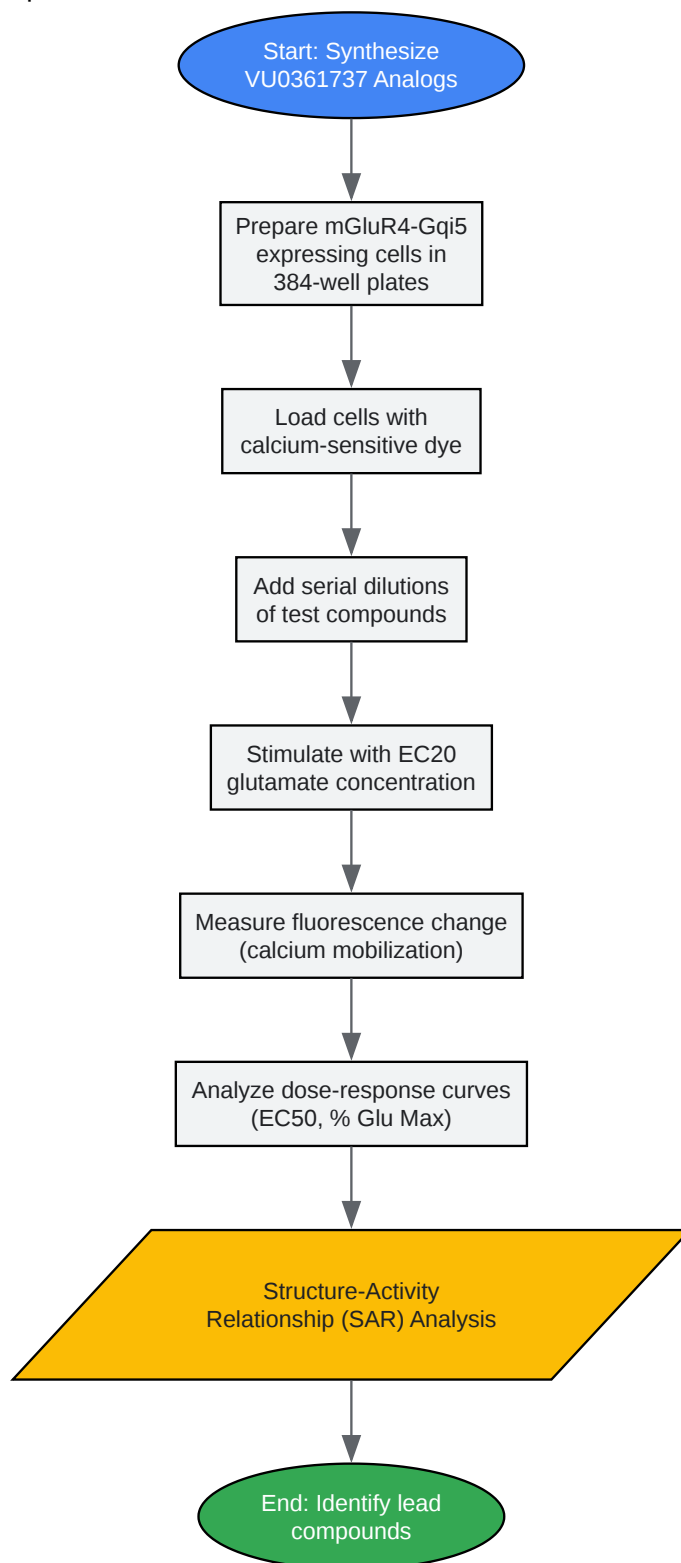 Start: Synthesize
VU0361737 Analogs
Prepare mGluR4-Gqi5
expressing cells in
384-well plates
Load cells with
calcium-sensitive dye
Add serial dilutions
of test compounds
Stimulate with EC20
glutamate concentration
Measure fluorescence change
(calcium mobilization)
Analyze dose-response curves
(EC50, % Glu Max)
Structure-Activity
Relationship (SAR) Analysis
End: Identify lead
compounds